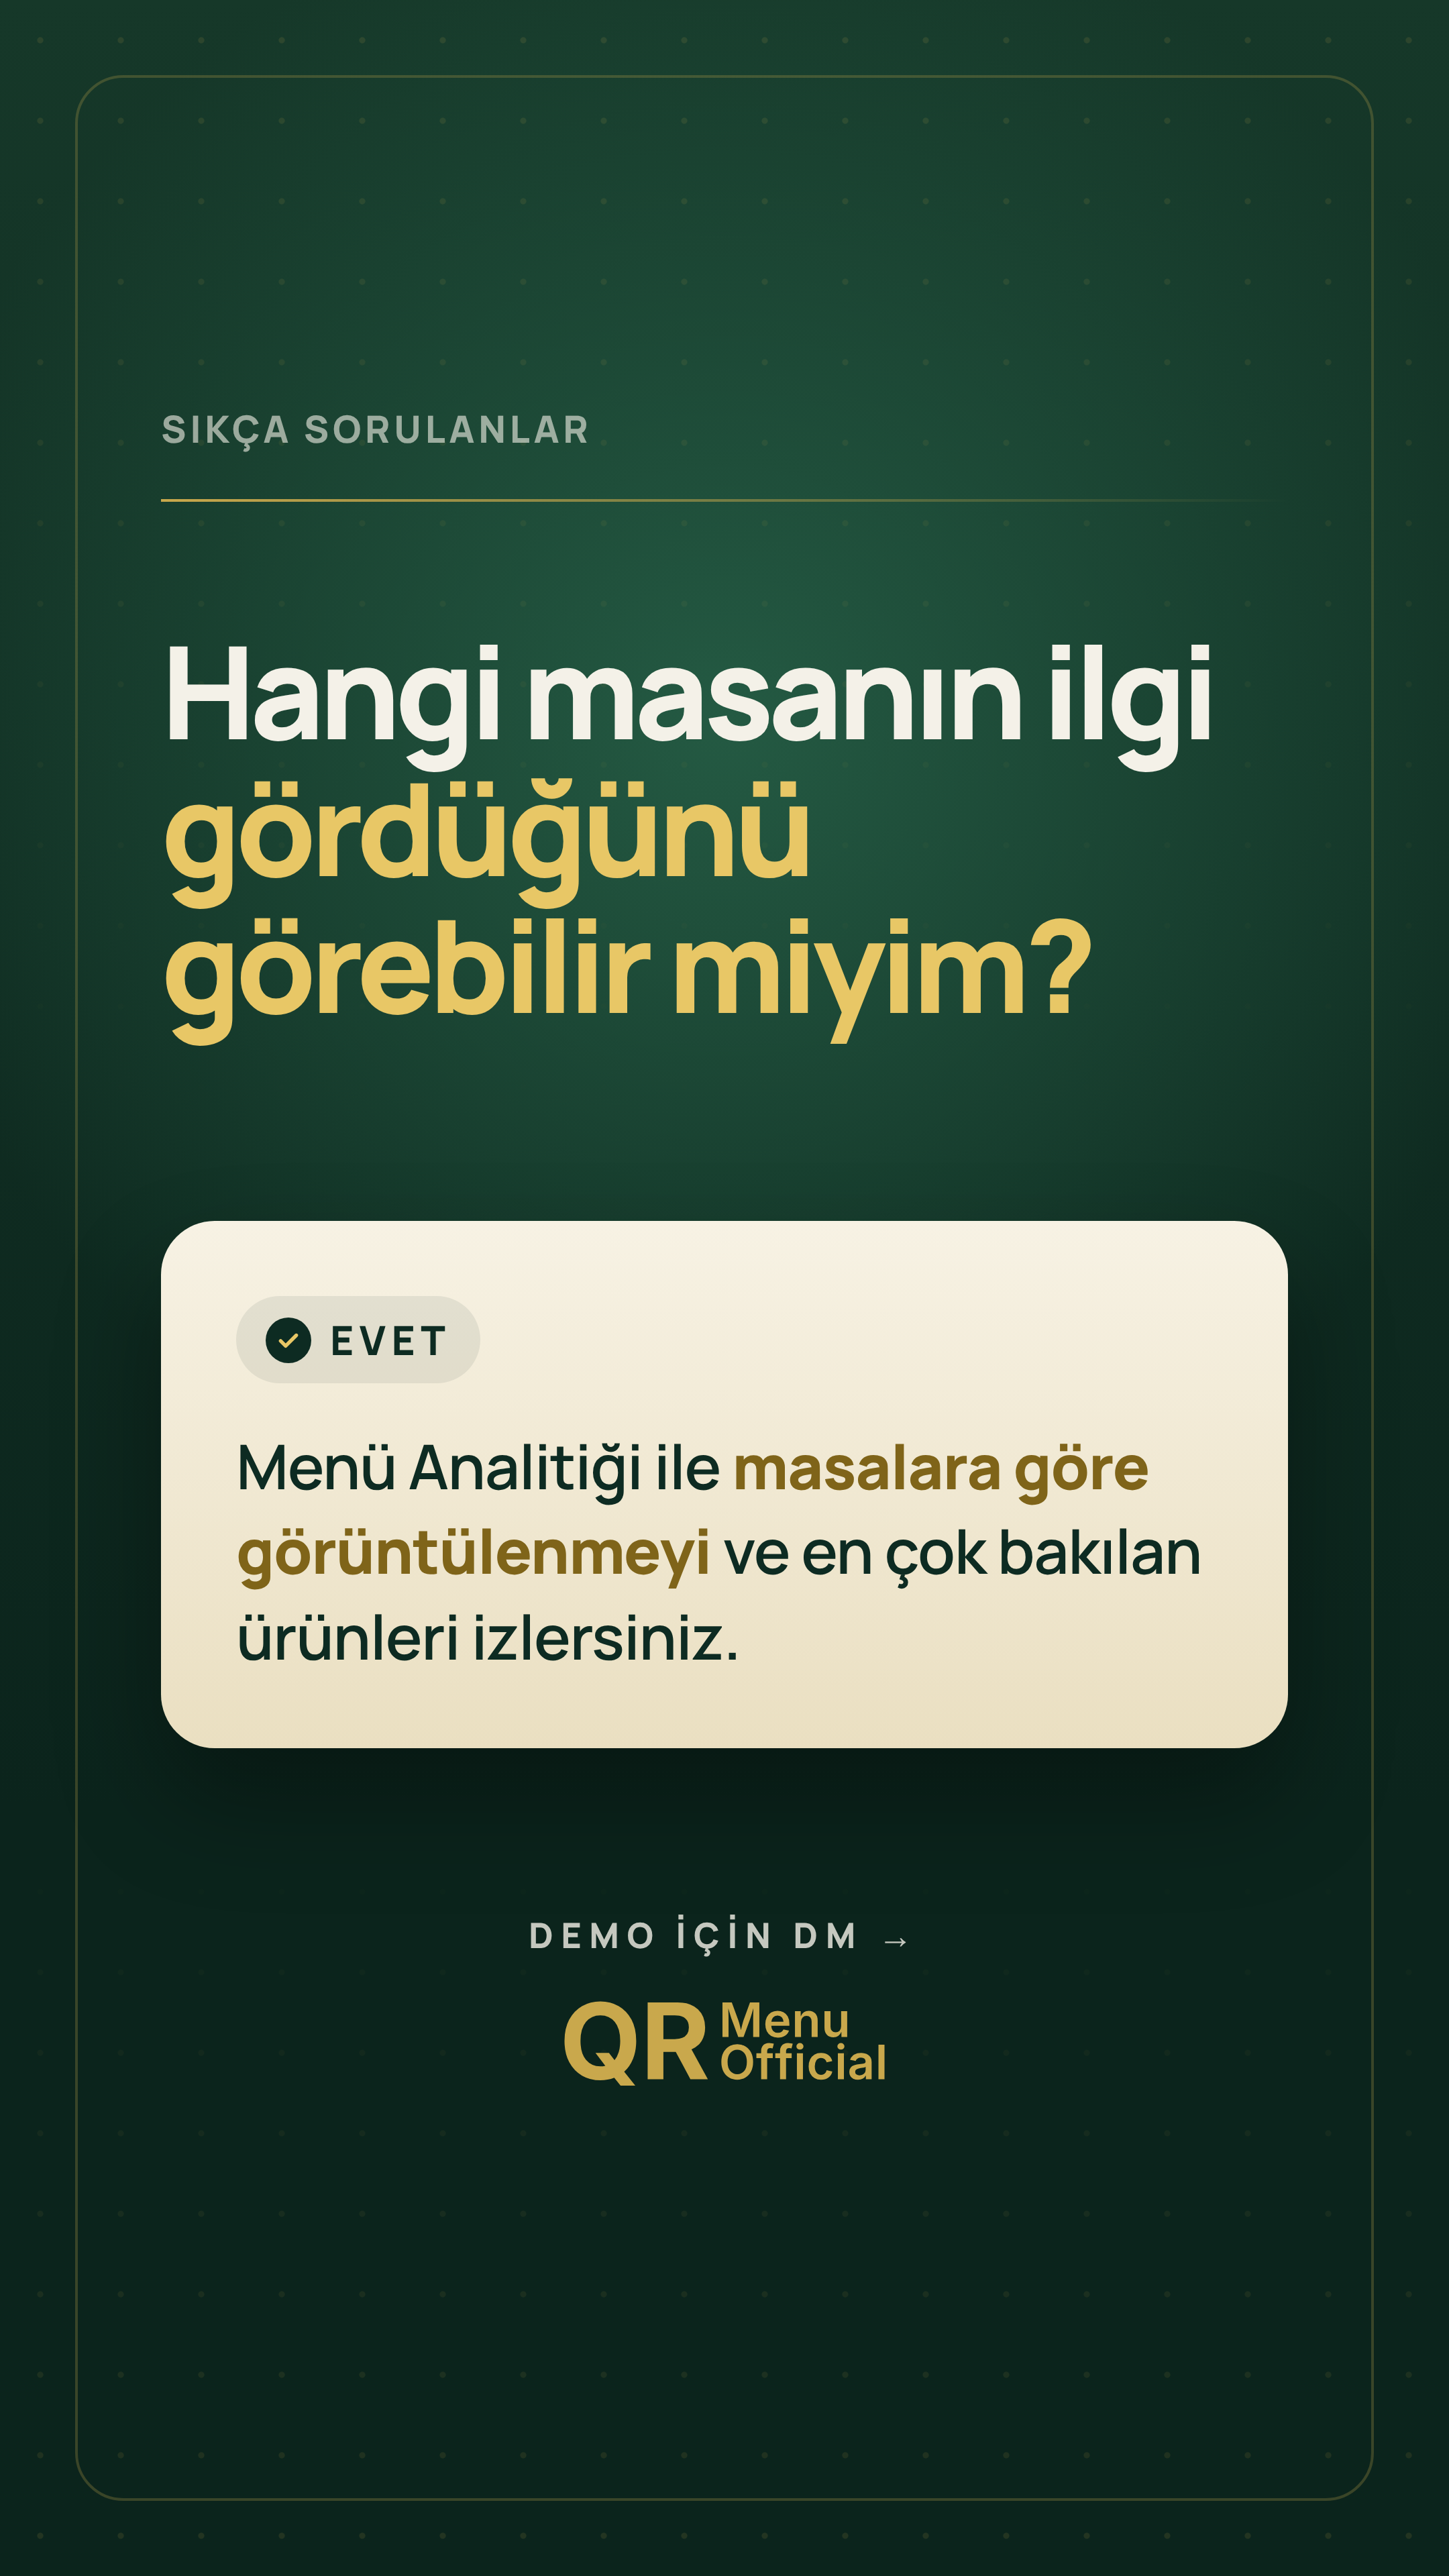 SIKÇA SORULANLAR
Hangi masanın ilgi
gördüğünü
görebilir miyim?
EVET
Menü Analitiği ile masalara göre
görüntülenmeyi ve en çok bakılan
ürünleri izlersiniz.
DEMO İÇİN DM →
QR Menu
Official